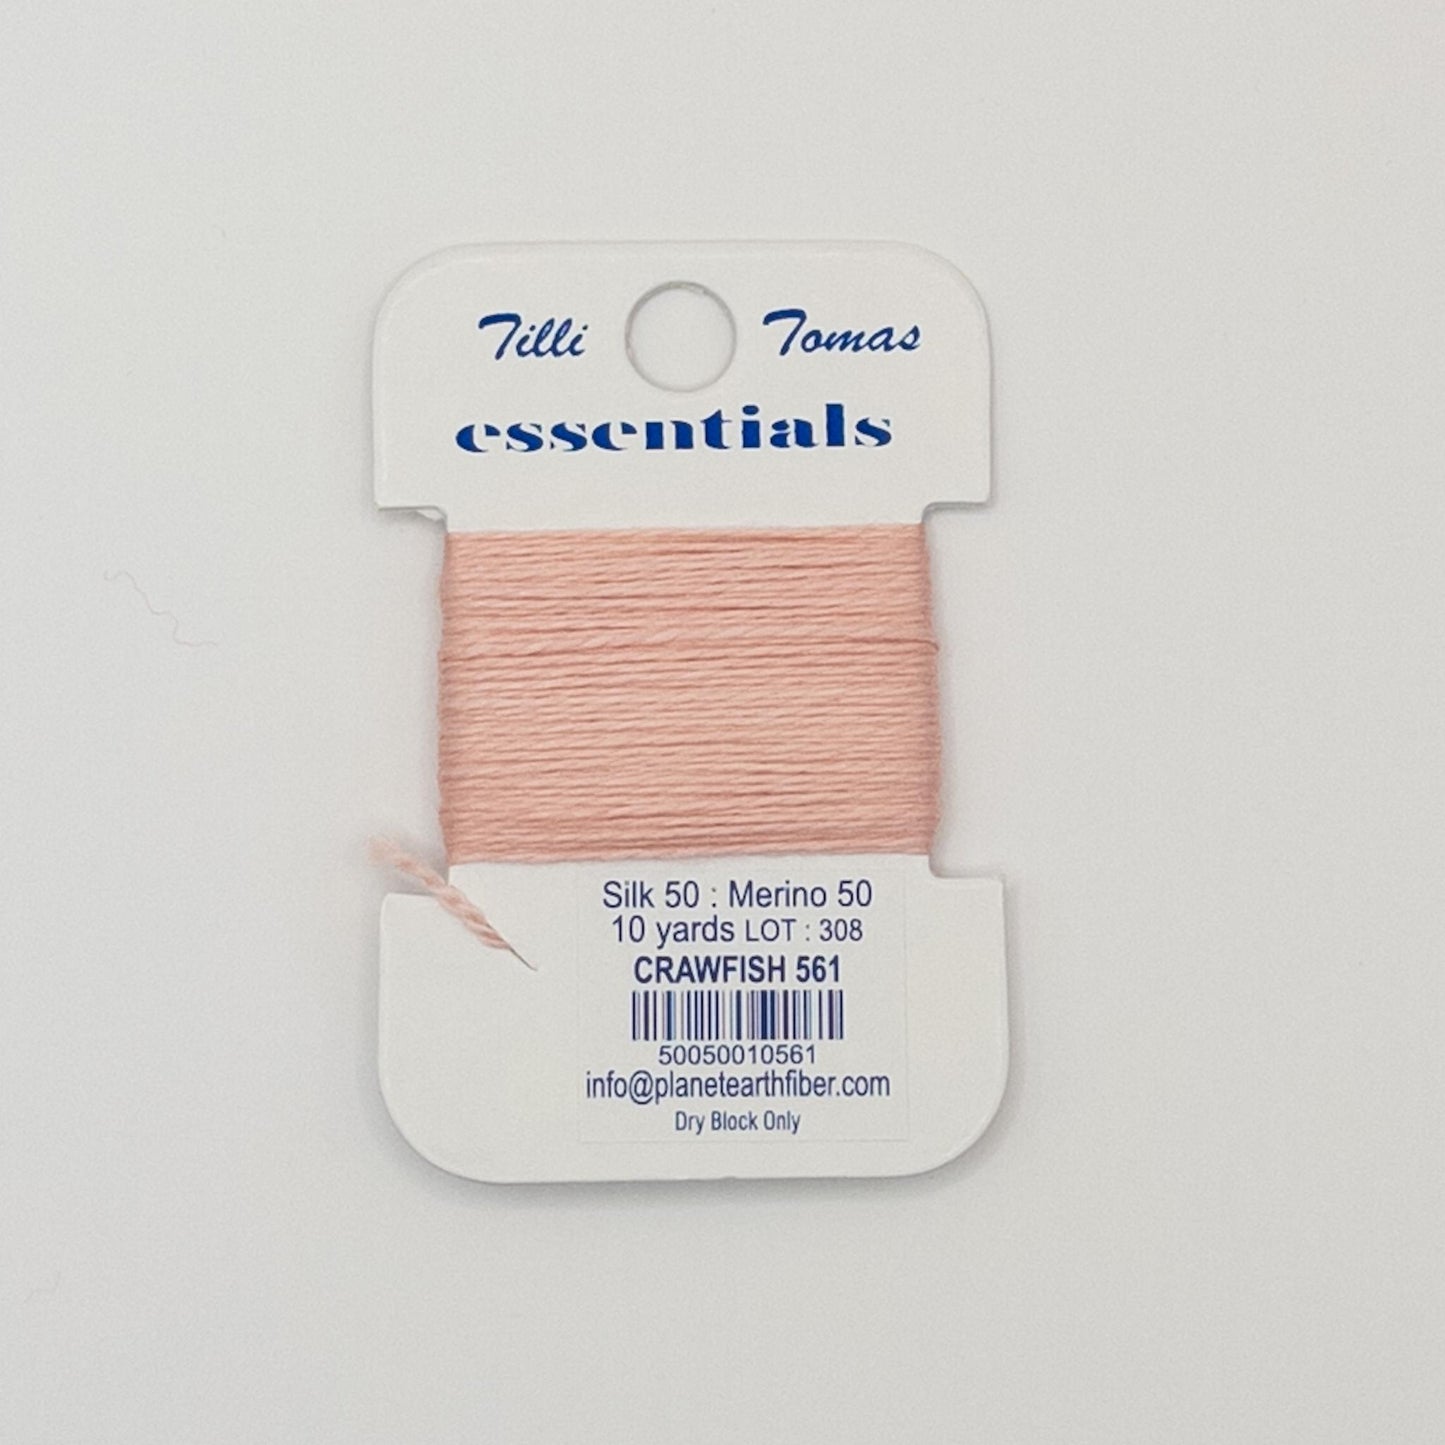 Tilli Tomas
essentials
Silk 50 : Merino 50
10 yards LOT : 308
CRAWFISH 561
50050010561
info@planetearthfiber.com
Dry Block Only